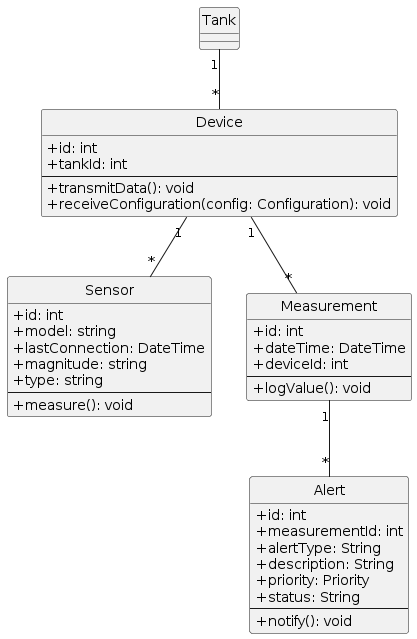 Tank
1
*
Device
+id: int
+tankId: int
+transmitData(): void
+receiveConfiguration(config: Configuration): void
1
1
*
*
Sensor
+id: int
+model: string
+lastConnection: DateTime
+magnitude: string
+type: string
+measure(): void
Measurement
+id: int
+dateTime: DateTime
+deviceId: int
+logValue(): void
1
*
Alert
+id: int
+measurementId: int
+alertType: String
+description: String
+priority: Priority
+status: String
+notify(): void